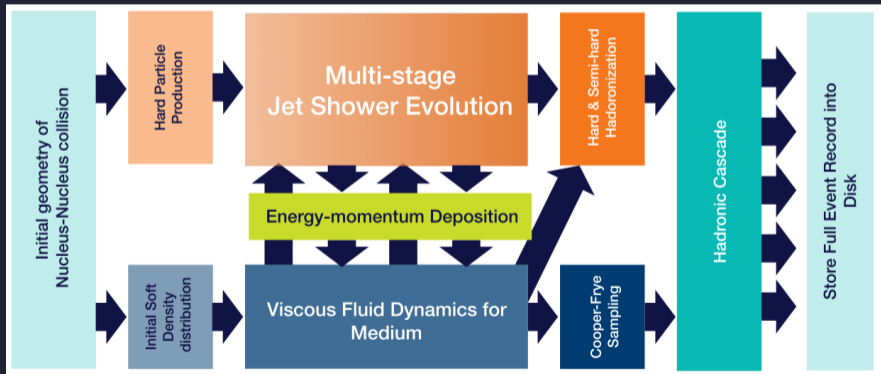 Initial geometry of
Nucleus-Nucleus collision
Hard Particle
Production
Multi-stage
Jet Shower Evolution
Hard & Semi-hard
Hadoronization
Energy-momentum Deposition
Initial Soft
Density
distribution
Viscous Fluid Dynamics for
Medium
Cooper-Frye
Sampling
Hadronic Cascade
Store Full Event Record into
Disk